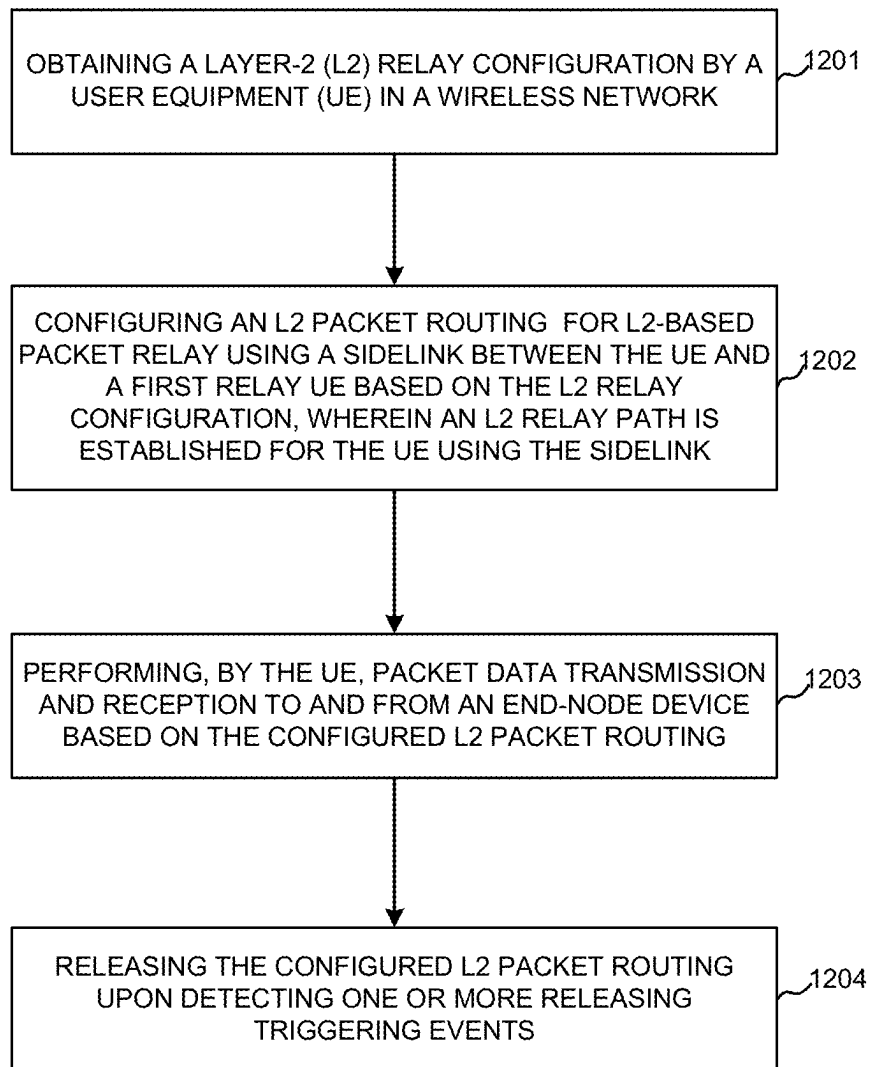 OBTAINING A LAYER-2 (L2) RELAY CONFIGURATION BY A
USER EQUIPMENT (UE) IN A WIRELESS NETWORK
1201
CONFIGURING AN L2 PACKET ROUTING FOR L2-BASED
PACKET RELAY USING A SIDELINK BETWEEN THE UE AND
A FIRST RELAY UE BASED ON THE L2 RELAY
CONFIGURATION, WHEREIN AN L2 RELAY PATH IS
ESTABLISHED FOR THE UE USING THE SIDELINK
1202
PERFORMING, BY THE UE, PACKET DATA TRANSMISSION
AND RECEPTION TO AND FROM AN END-NODE DEVICE
BASED ON THE CONFIGURED L2 PACKET ROUTING
1203
RELEASING THE CONFIGURED L2 PACKET ROUTING
UPON DETECTING ONE OR MORE RELEASING
TRIGGERING EVENTS
1204